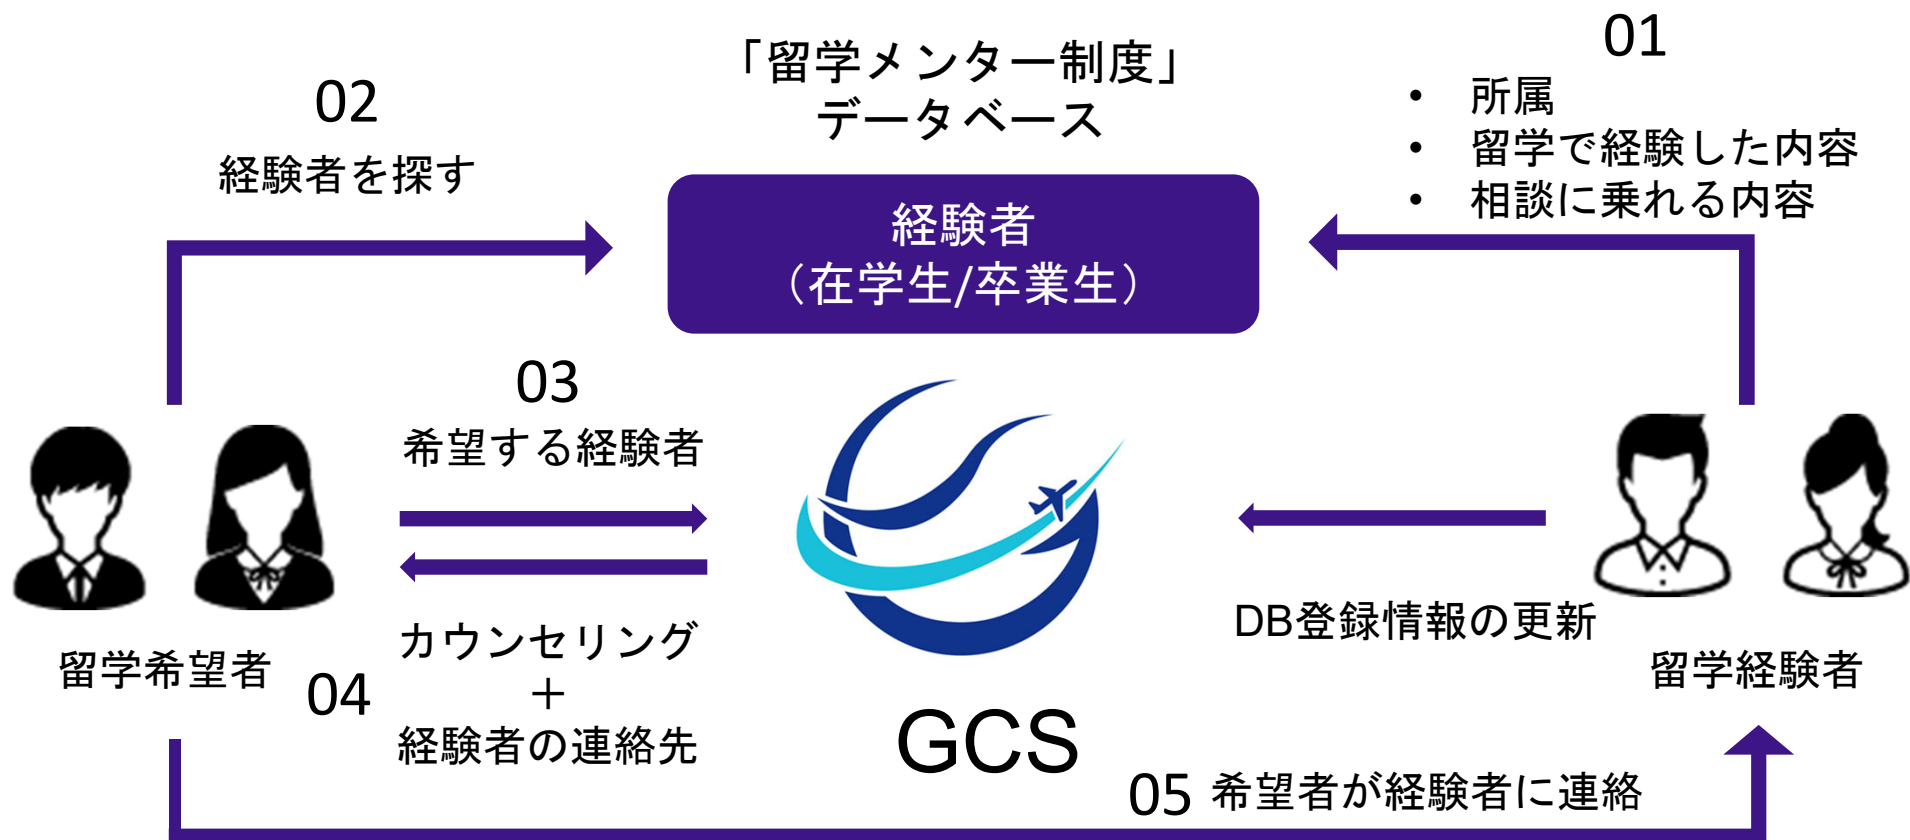 「留学メンター制度」
データベース
01
• 所属
• 留学で経験した内容
• 相談に乗れる内容
02
経験者を探す
経験者
（在学生/卒業生）
03
希望する経験者
カウンセリング
＋
経験者の連絡先
04
留学希望者
GCS
DB登録情報の更新
留学経験者
05 希望者が経験者に連絡